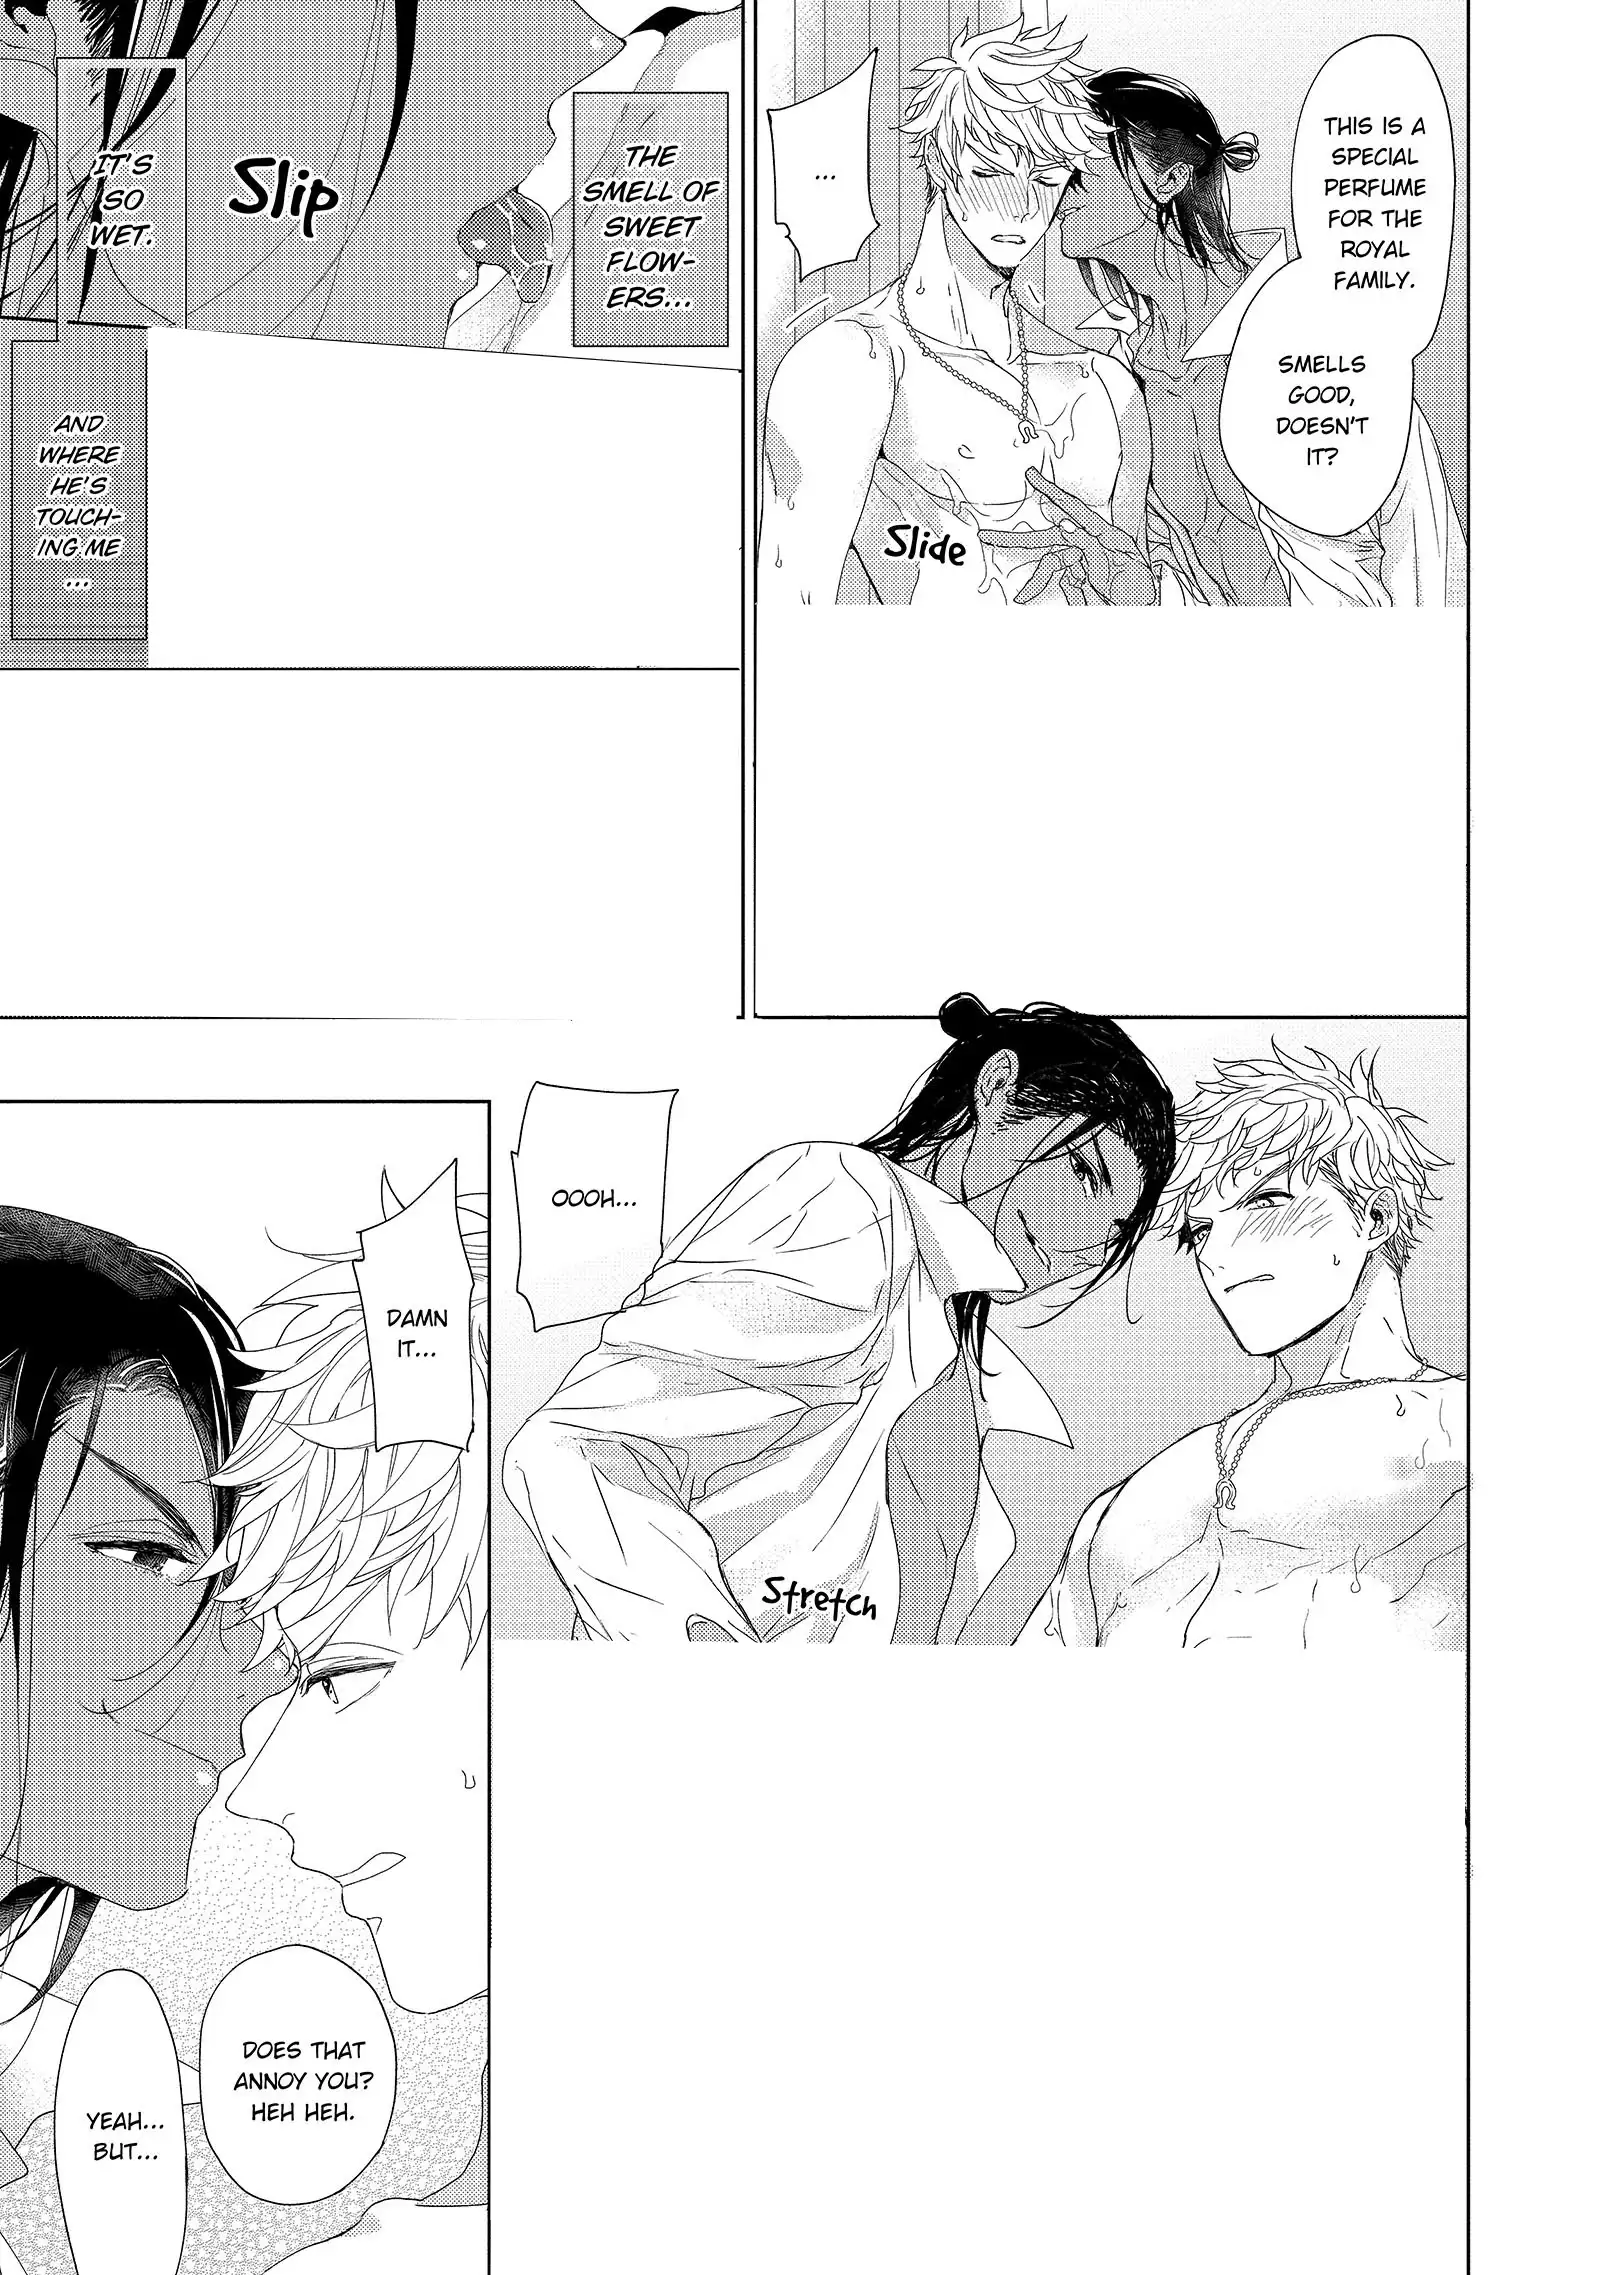 THIS IS A
SPECIAL
PERFUME
FOR THE
ROYAL
FAMILY.
SMELLS
GOOD,
DOESN'T
IT?
...
Slide
THE
SMELL OF
SWEET
FLOW-
ERS...
Slip
IT'S
SO
WET.
AND
WHERE
HE'S
TOUCH-
ING ME
...
OOOH...
Stretch
DAMN
IT...
DOES THAT
ANNOY YOU?
HEH HEH.
YEAH...
BUT...